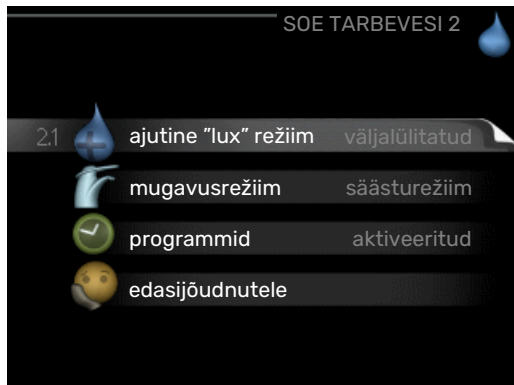 SOE TARBEVESI 2
2.1 ajutine "lux" režiim väljalülitatud
mugavusrežiim säästurežiim
programmid aktiveeritud
edasijõudnutele